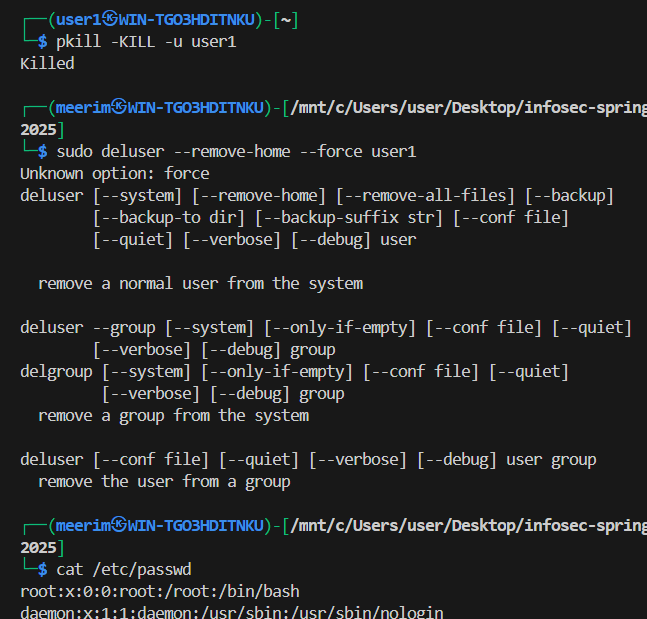 ┌──(user1㉿WIN-TGO3HDITNKU)-[~]
└─$ pkill -KILL -u user1
Killed
┌──(meerim㉿WIN-TGO3HDITNKU)-[/mnt/c/Users/user/Desktop/infosec-spring
2025]
└─$ sudo deluser --remove-home --force user1
Unknown option: force
deluser [--system] [--remove-home] [--remove-all-files] [--backup]
[--backup-to dir] [--backup-suffix str] [--conf file]
[--quiet] [--verbose] [--debug] user
remove a normal user from the system
deluser --group [--system] [--only-if-empty] [--conf file] [--quiet]
[--verbose] [--debug] group
delgroup [--system] [--only-if-empty] [--conf file] [--quiet]
[--verbose] [--debug] group
remove a group from the system
deluser [--conf file] [--quiet] [--verbose] [--debug] user group
remove the user from a group
┌──(meerim㉿WIN-TGO3HDITNKU)-[/mnt/c/Users/user/Desktop/infosec-spring
2025]
└─$ cat /etc/passwd
root:x:0:0:root:/root:/bin/bash
daemon:x:1:1:daemon:/usr/sbin:/usr/sbin/nologin